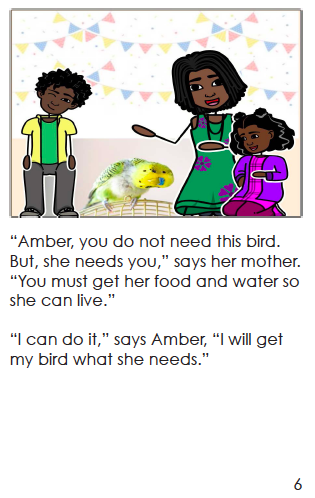 “Amber, you do not need this bird.
But, she needs you,” says her mother.
“You must get her food and water so
she can live.”
“I can do it,” says Amber, “I will get
my bird what she needs.”
6